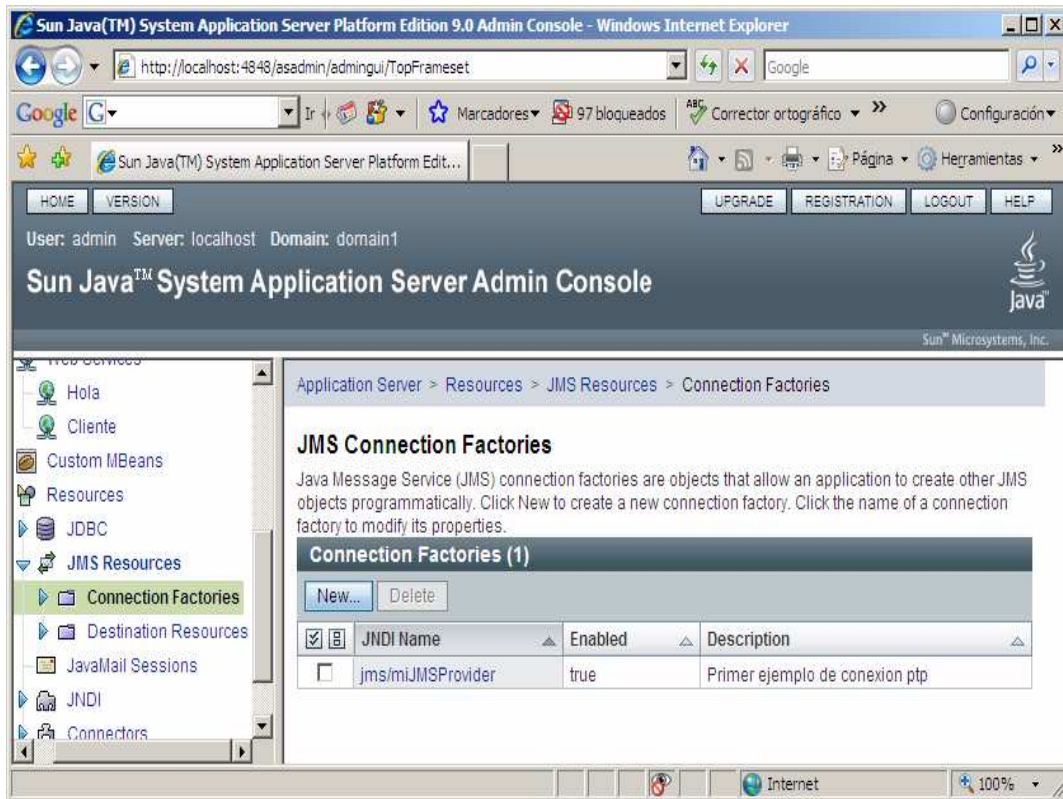 Sun Java(TM) System Application Server Platform Edition 9.0 Admin Console - Windows Internet Explorer
http://localhost:4848/asadmin/admingui/TopFrameset
Google
Google G Ir Marcadores 97 bloqueados ABC Corrector ortográfico » Configuración
Sun Java(TM) System Application Server Platform Edit... Página Herramientas »
HOME VERSION UPGRADE REGISTRATION LOGOUT HELP
User: admin Server: localhost Domain: domain1
Sun Java™ System Application Server Admin Console
Java™
Sun™ Microsystems, Inc.
Web Services
Hola
Cliente
Custom MBeans
Resources
JDBC
JMS Resources
Connection Factories
Destination Resources
JavaMail Sessions
JNDI
Connectors
Application Server > Resources > JMS Resources > Connection Factories
JMS Connection Factories
Java Message Service (JMS) connection factories are objects that allow an application to create other JMS
objects programmatically. Click New to create a new connection factory. Click the name of a connection
factory to modify its properties.
Connection Factories (1)
New... Delete
JNDI Name Enabled Description
jms/miJMSProvider true Primer ejemplo de conexion ptp
Internet 100%